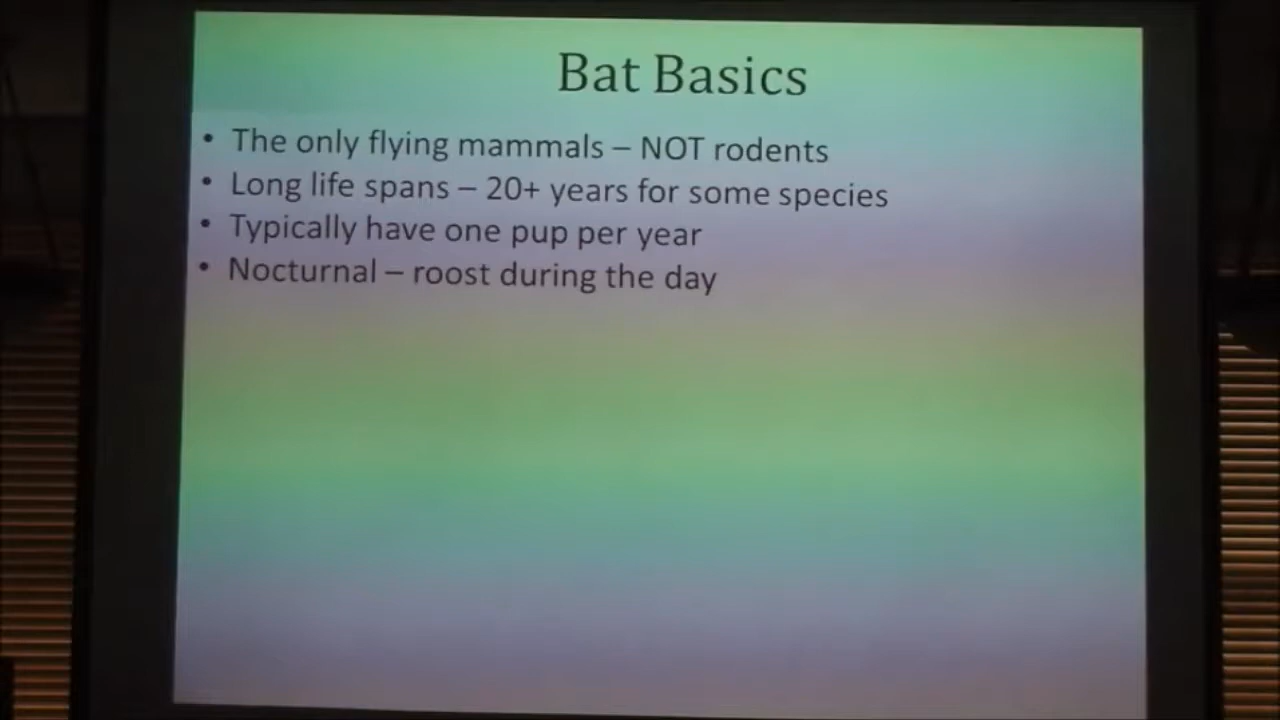 Bat Basics
• The only flying mammals – NOT rodents
• Long life spans – 20+ years for some species
• Typically have one pup per year
• Nocturnal – roost during the day